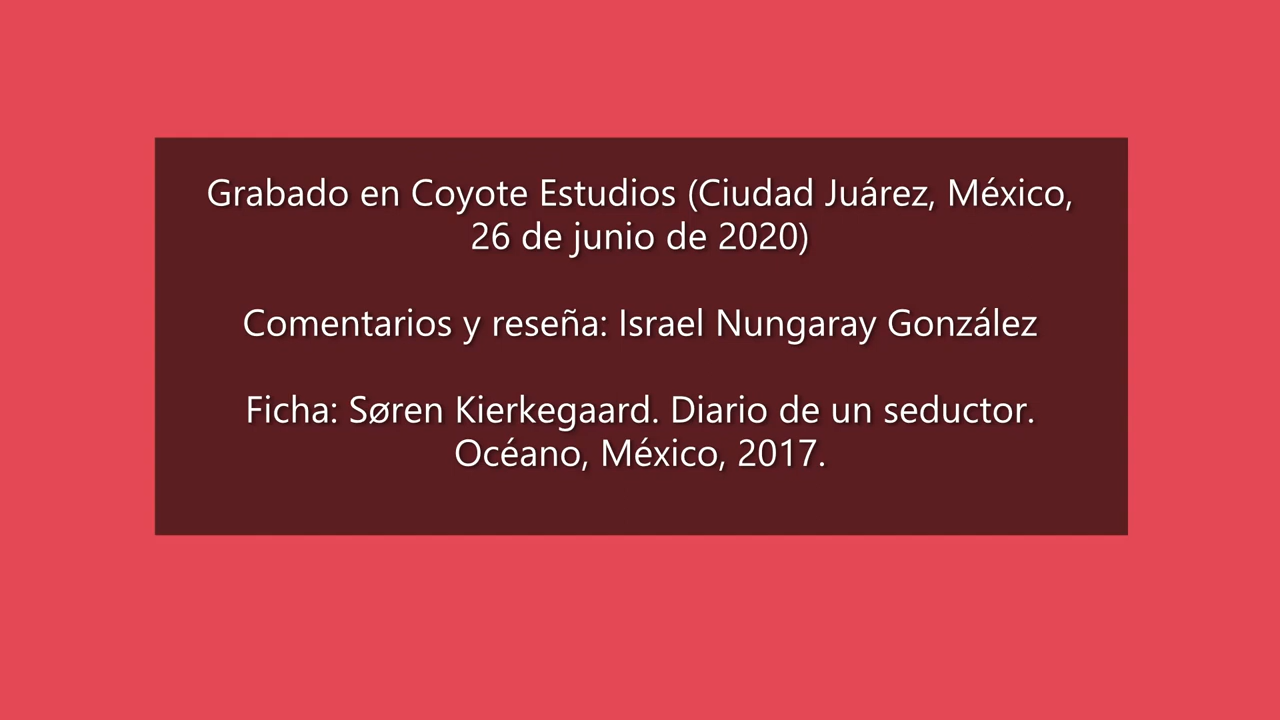 Grabado en Coyote Estudios (Ciudad Juárez, México,
26 de junio de 2020)
Comentarios y reseña: Israel Nungaray González
Ficha: Søren Kierkegaard. Diario de un seductor.
Océano, México, 2017.